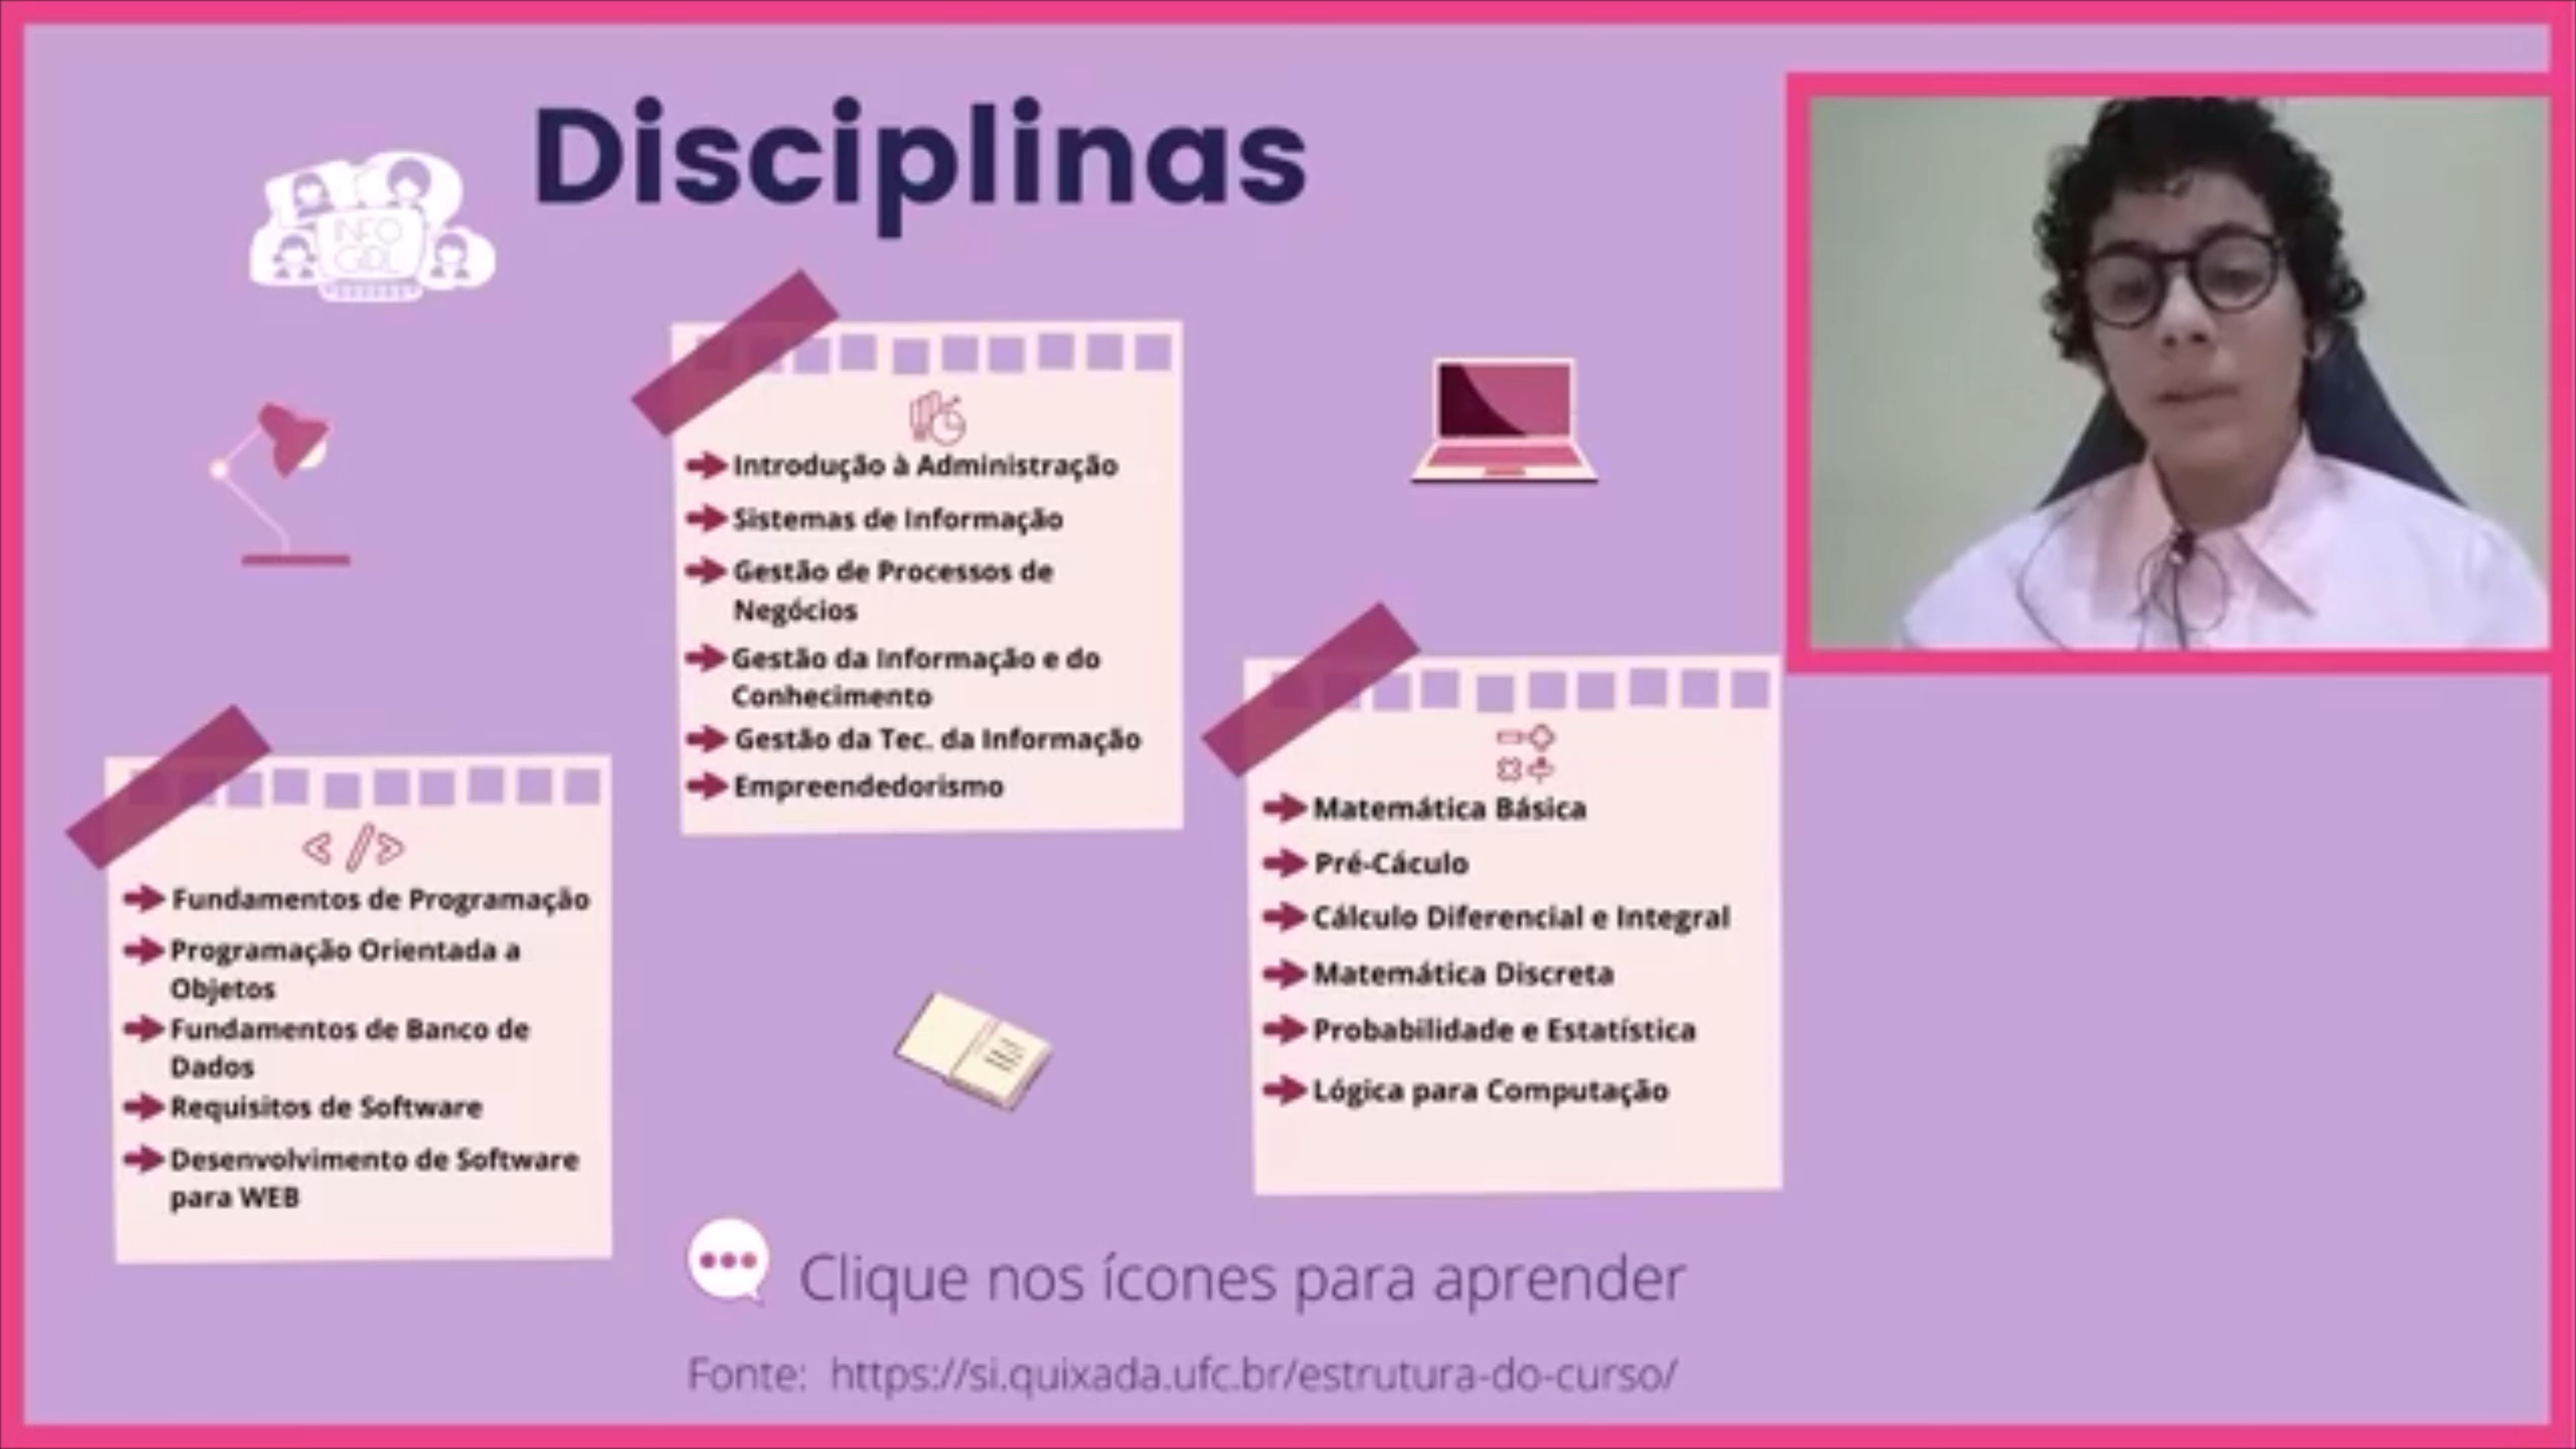 Disciplinas
INFO
GIRL
Introdução à Administração
Sistemas de Informação
Gestão de Processos de
Negócios
Gestão da Informação e do
Conhecimento
Gestão da Tec. da Informação
Empreendedorismo
</>
Fundamentos de Programação
Programação Orientada a
Objetos
Fundamentos de Banco de
Dados
Requisitos de Software
Desenvolvimento de Software
para WEB
Matemática Básica
Pré-Cáculo
Cálculo Diferencial e Integral
Matemática Discreta
Probabilidade e Estatística
Lógica para Computação
Clique nos ícones para aprender
Fonte: https://si.quixada.ufc.br/estrutura-do-curso/